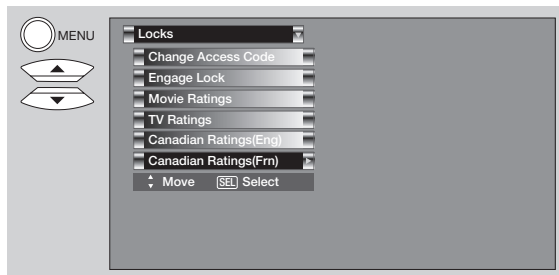 MENU
Locks
Change Access Code
Engage Lock
Movie Ratings
TV Ratings
Canadian Ratings(Eng)
Canadian Ratings(Frn)
Move SEL Select